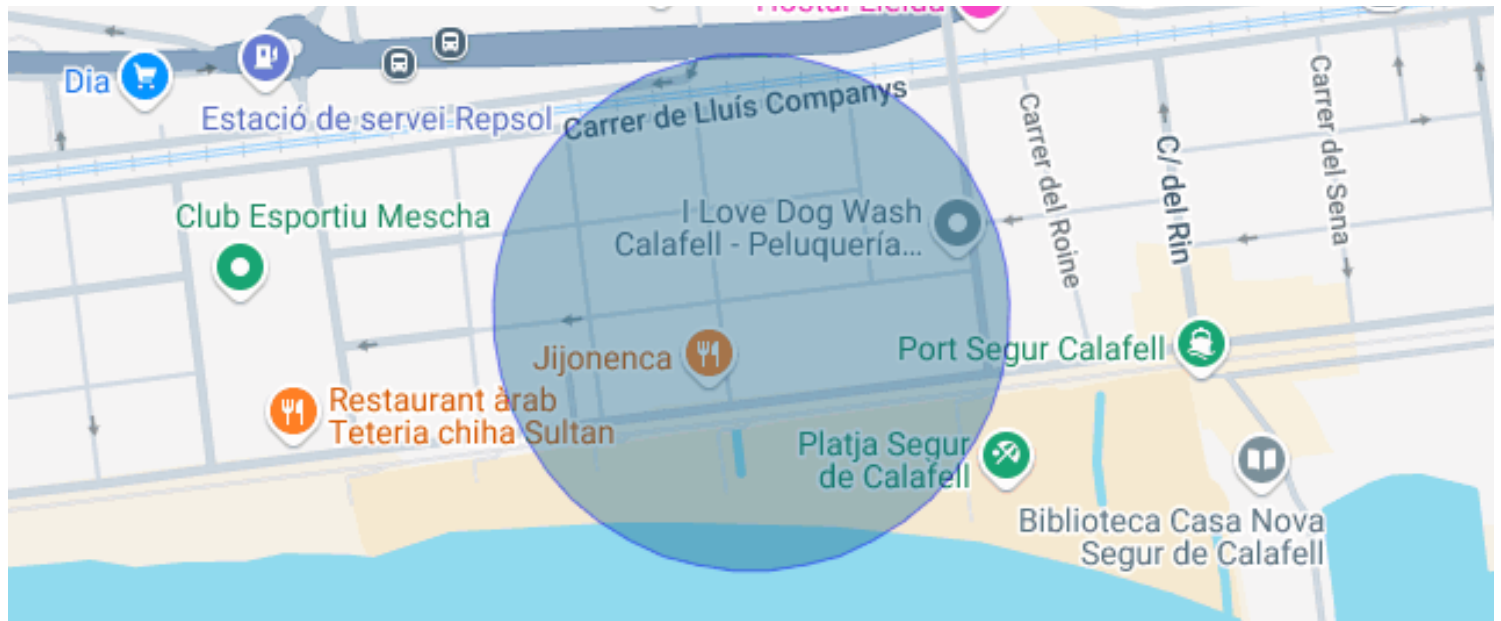 Hostal Lleida
Dia
Estació de servei Repsol
Carrer de Lluís Companys
Carrer del Roine
C/ del Rin
Carrer del Sena
Club Esportiu Mescha
I Love Dog Wash
Calafell - Peluquería...
Jijonenca
Port Segur Calafell
Restaurant àrab
Teteria chiha Sultan
Platja Segur
de Calafell
Biblioteca Casa Nova
Segur de Calafell